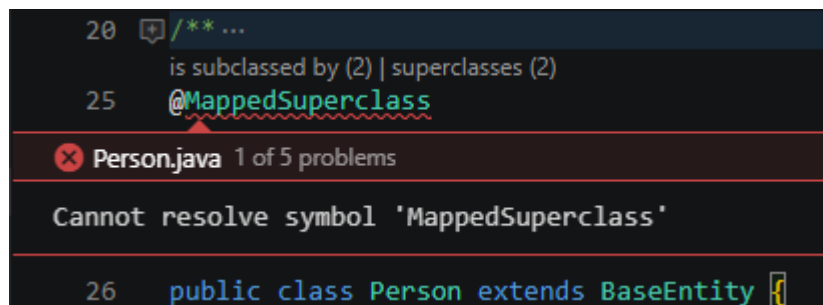 20 /** ...
is subclassed by (2) | superclasses (2)
25 @MappedSuperclass
Person.java 1 of 5 problems
Cannot resolve symbol 'MappedSuperclass'
26 public class Person extends BaseEntity {